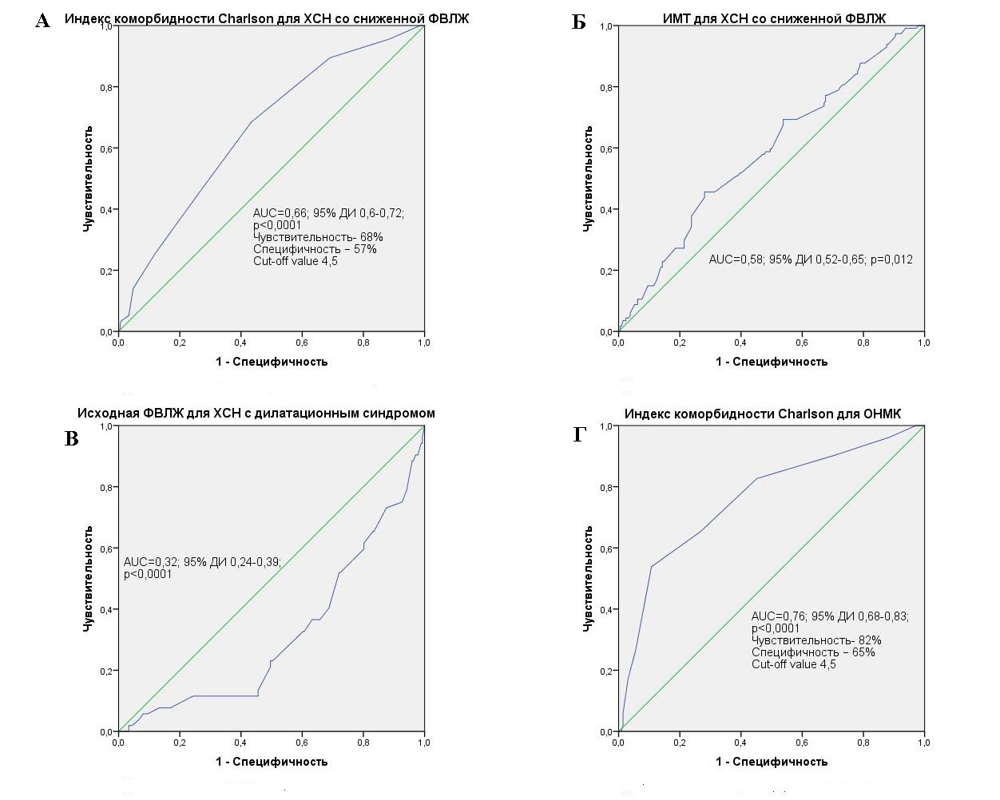 А
Индекс коморбидности Charlson для ХСН со сниженной ФВЛЖ
1,0
0,8
0,6
0,4
0,2
0,0
Чувствительность
AUC=0,66; 95% ДИ 0,6-0,72;
p<0,0001
Чувствительность- 68%
Специфичность – 57%
Cut-off value 4,5
0,0 0,2 0,4 0,6 0,8 1,0
1 - Специфичность
Б
ИМТ для ХСН со сниженной ФВЛЖ
1,0
0,8
0,6
0,4
0,2
0,0
Чувствительность
AUC=0,58; 95% ДИ 0,52-0,65; p=0,012
0,0 0,2 0,4 0,6 0,8 1,0
1 - Специфичность
В
Исходная ФВЛЖ для ХСН с дилатационным синдромом
1,0
0,8
0,6
0,4
0,2
0,0
Чувствительность
AUC=0,32; 95% ДИ 0,24-0,39;
p<0,0001
0,0 0,2 0,4 0,6 0,8 1,0
1 - Специфичность
Г
Индекс коморбидности Charlson для ОНМК
1,0
0,8
0,6
0,4
0,2
0,0
Чувствительность
AUC=0,76; 95% ДИ 0,68-0,83;
p<0,0001
Чувствительность- 82%
Специфичность – 65%
Cut-off value 4,5
0,0 0,2 0,4 0,6 0,8 1,0
1 - Специфичность